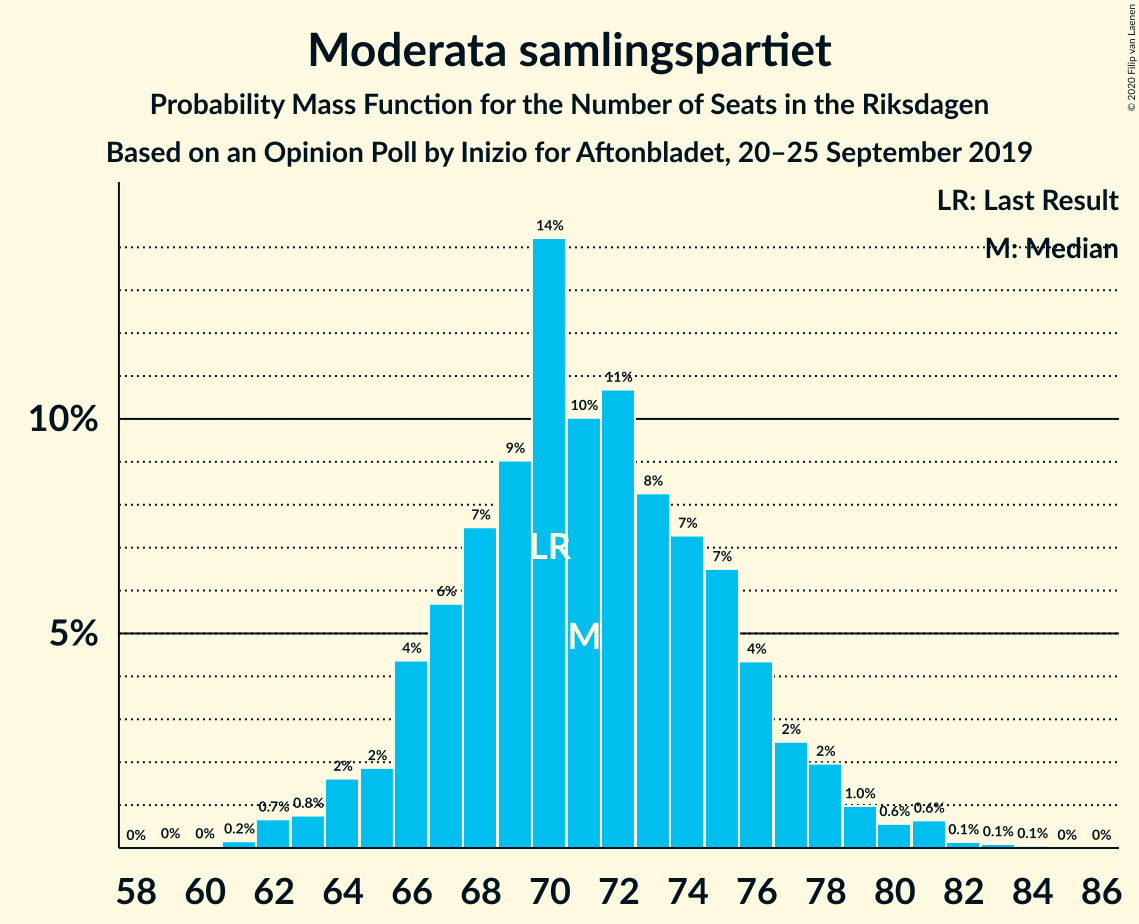 Moderata samlingspartiet
Probability Mass Function for the Number of Seats in the Riksdagen
Based on an Opinion Poll by Inizio for Aftonbladet, 20–25 September 2019
© 2020 Filip van Laenen
LR: Last Result
M: Median
10%
5%
0% 0% 0% 0.2% 0.7% 0.8% 2% 2% 4% 6% 7% 9% 14% 10% 11% 8% 7% 7% 4% 2% 2% 1.0% 0.6% 0.6% 0.1% 0.1% 0.1% 0% 0%
LR
M
58 60 62 64 66 68 70 72 74 76 78 80 82 84 86